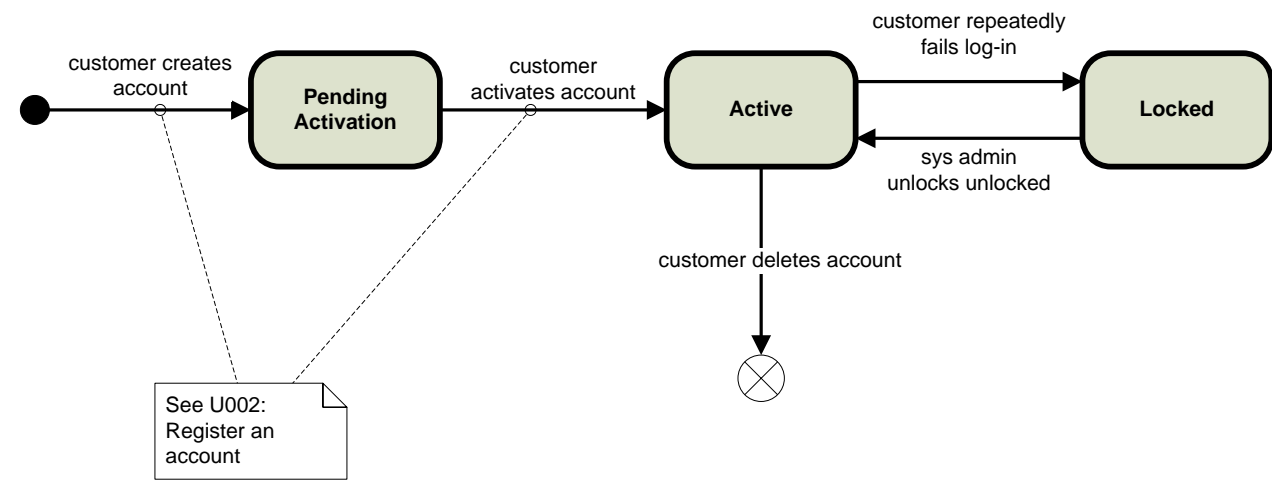 customer creates
account
Pending
Activation
customer
activates account
Active
customer repeatedly
fails log-in
Locked
sys admin
unlocks unlocked
customer deletes account
See U002:
Register an
account